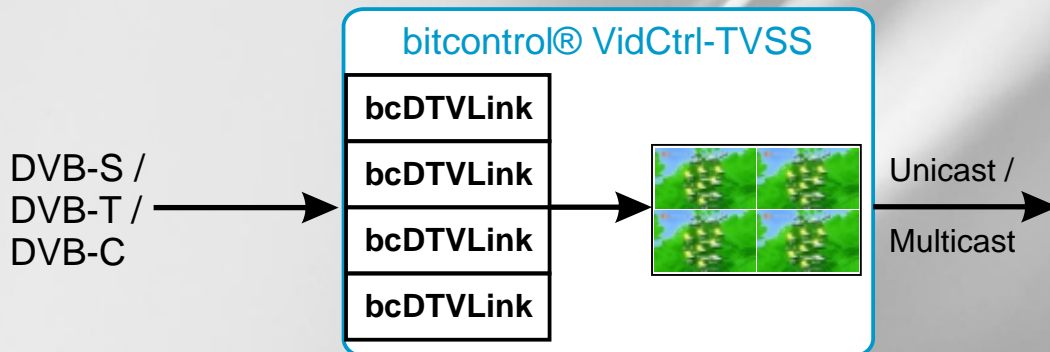 bitcontrol® VidCtrl-TVSS
DVB-S /
DVB-T /
DVB-C
bcDTVLink
bcDTVLink
bcDTVLink
bcDTVLink
Unicast /
Multicast